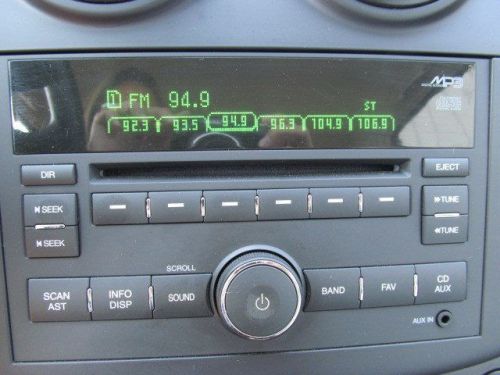 1 FM 94.9
MP3
ST
92.3 93.5 94.9 96.3 104.9 106.9
DIR
EJECT
SEEK
TUNE
SEEK
TUNE
SCAN AST
INFO DISP
SCROLL
SOUND
BAND
FAV
CD AUX
AUX IN